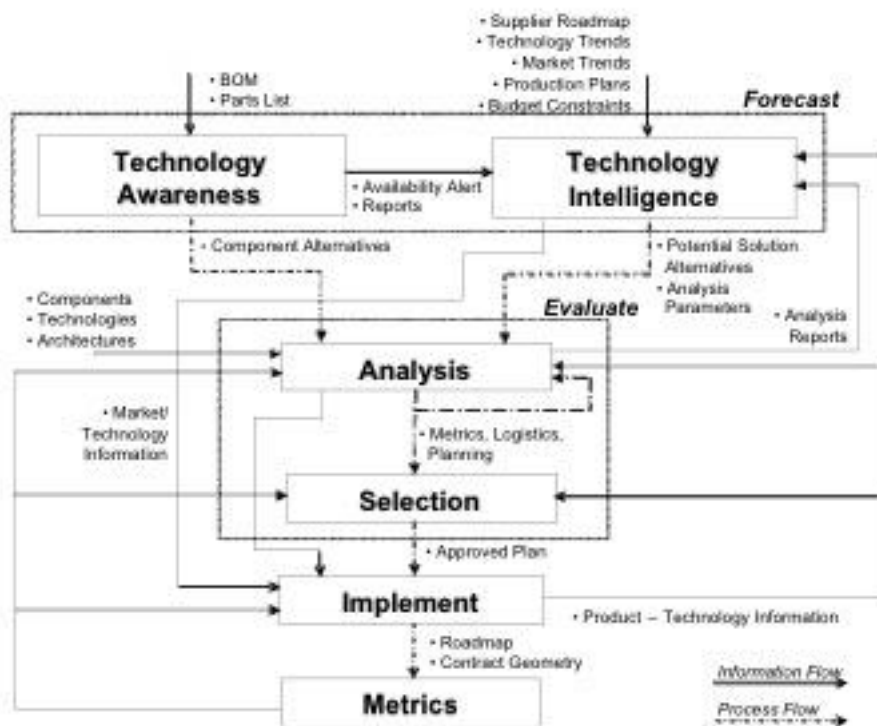 • Supplier Roadmap
• Technology Trends
• Market Trends
• Production Plans
• Budget Constraints
• BOM
• Parts List
Forecast
Technology
Awareness
• Availability Alert
• Reports
Technology
Intelligence
• Component Alternatives
• Potential Solution
Alternatives
• Analysis
Parameters
• Components
• Technologies
• Architectures
Evaluate
• Analysis
Reports
Analysis
• Market/
Technology
Information
• Metrics, Logistics,
Planning
Selection
• Approved Plan
Implement
• Product – Technology Information
• Roadmap
• Contract Geometry
Metrics
Information Flow
Process Flow